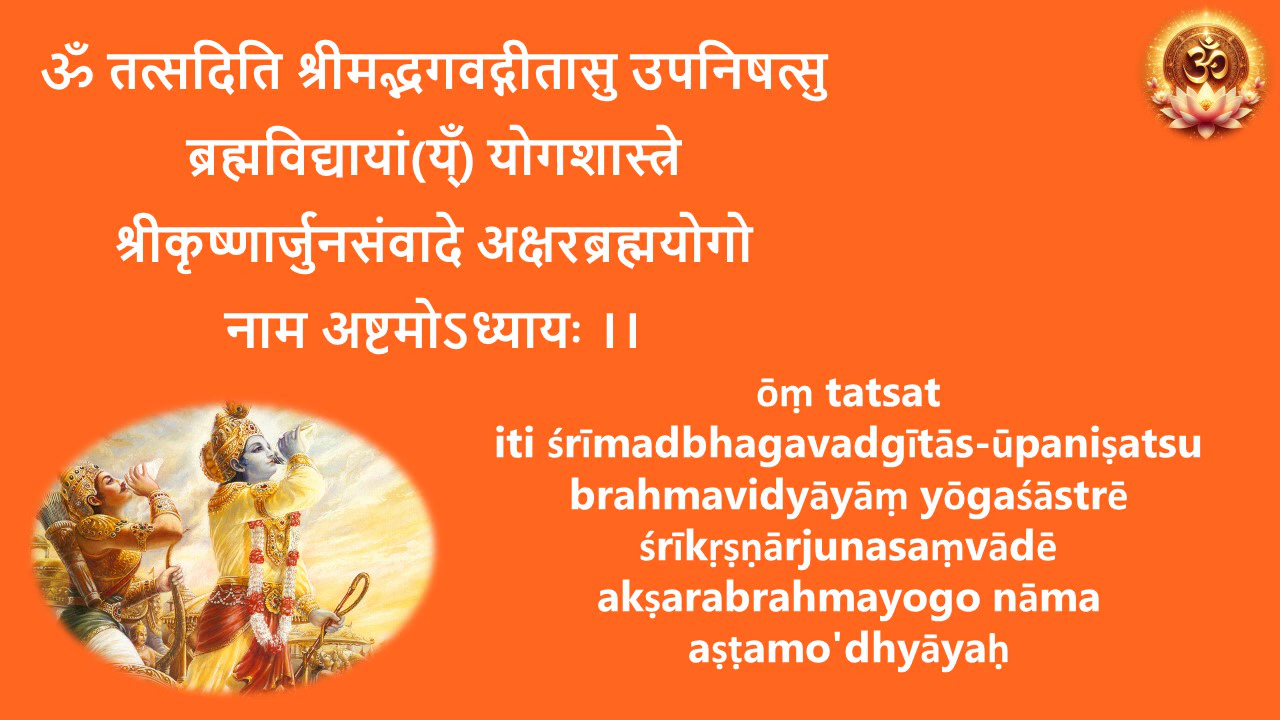 ॐ तत्सदिति श्रीमद्भगवद्गीतासु उपनिषत्सु
ब्रह्मविद्यायां(य्ँ) योगशास्त्रे
श्रीकृष्णार्जुनसंवादे अक्षरब्रह्मयोगो
नाम अष्टमोऽध्यायः ।।
ōṃ tatsat
iti śrīmadbhagavadgītās-ūpaniṣatsu
brahmavidyāyāṃ yōgaśāstrē
śrīkṛṣṇārjunasaṃvādē
akṣarabrahmayogo nāma
aṣṭamo'dhyāyaḥ
ॐ